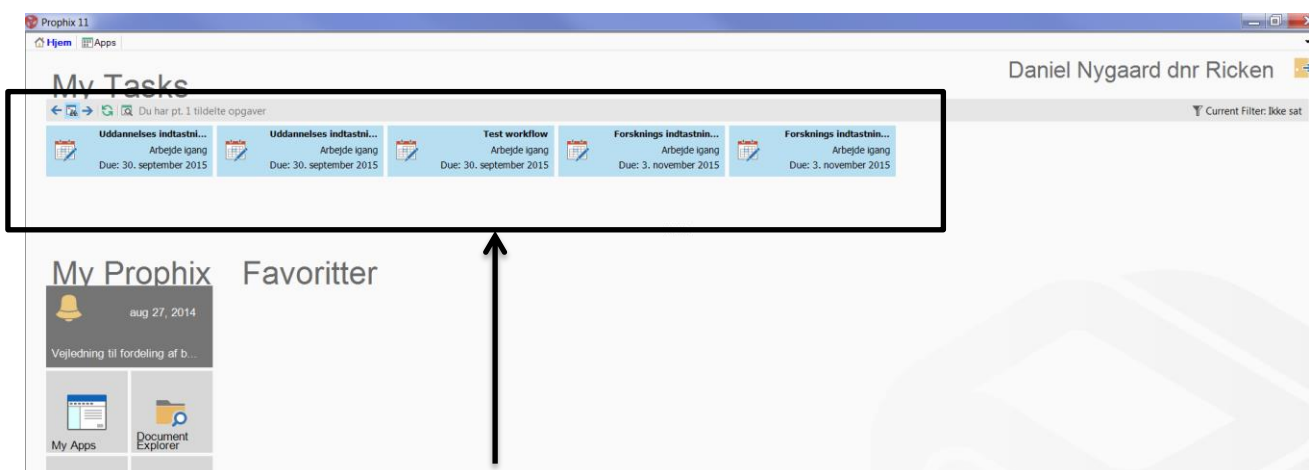 Prophix 11
Hjem Apps
Daniel Nygaard dnr Ricken
My Tasks
Du har pt. 1 tildelte opgaver
Current Filter: Ikke sat
Uddannelses indtastni...
Arbejde igang
Due: 30. september 2015
Uddannelses indtastni...
Arbejde igang
Due: 30. september 2015
Test workflow
Arbejde igang
Due: 30. september 2015
Forsknings indtastnin...
Arbejde igang
Due: 3. november 2015
Forsknings indtastnin...
Arbejde igang
Due: 3. november 2015
My Prophix Favoritter
aug 27, 2014
Vejledning til fordeling af b...
My Apps
Document
Explorer